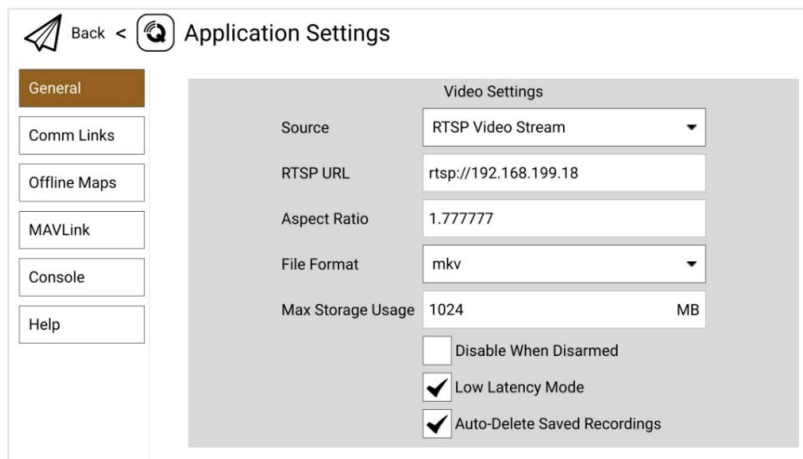 Back < Application Settings
General
Comm Links
Offline Maps
MAVLink
Console
Help
Video Settings
Source RTSP Video Stream
RTSP URL rtsp://192.168.199.18
Aspect Ratio 1.777777
File Format mkv
Max Storage Usage 1024 MB
Disable When Disarmed
Low Latency Mode
Auto-Delete Saved Recordings